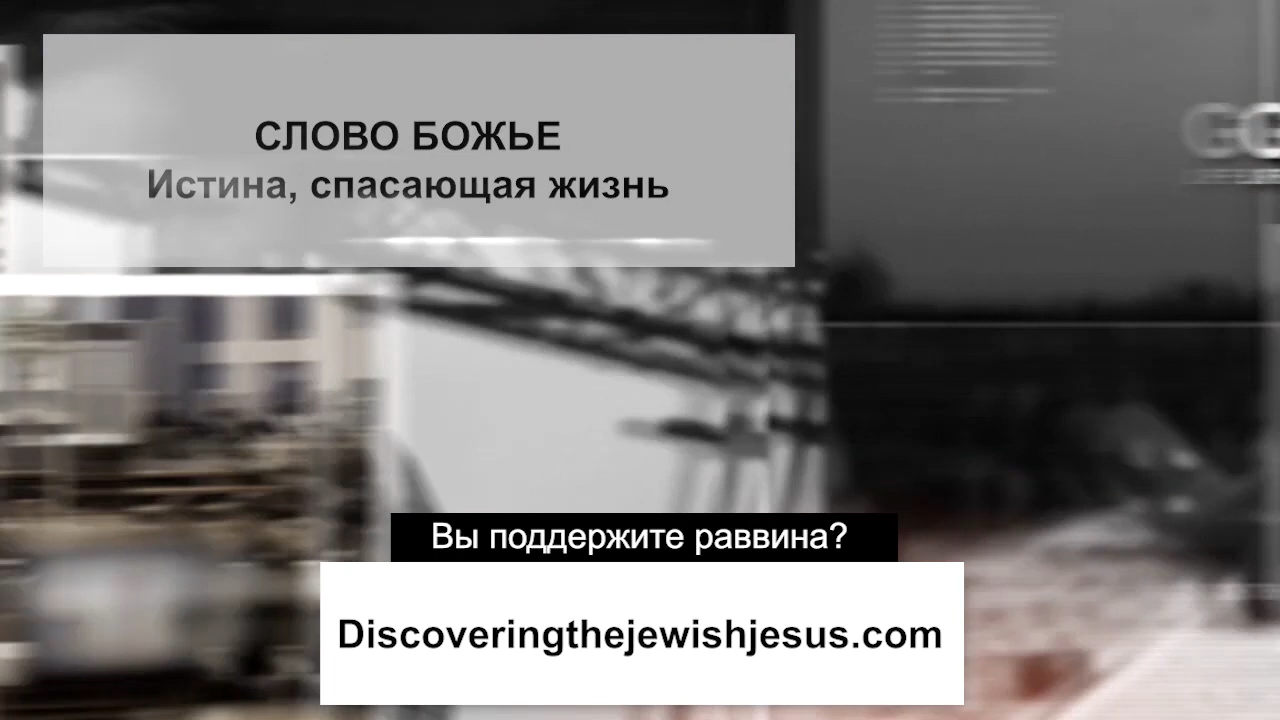 СЛОВО БОЖЬЕ
Истина, спасающая жизнь
Вы поддержите раввина?
Discoveringthejewishjesus.com